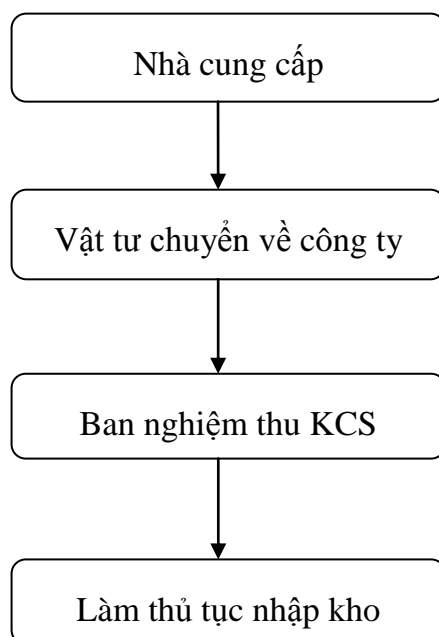 Nhà cung cấp
Vật tư chuyển về công ty
Ban nghiệm thu KCS
Làm thủ tục nhập kho